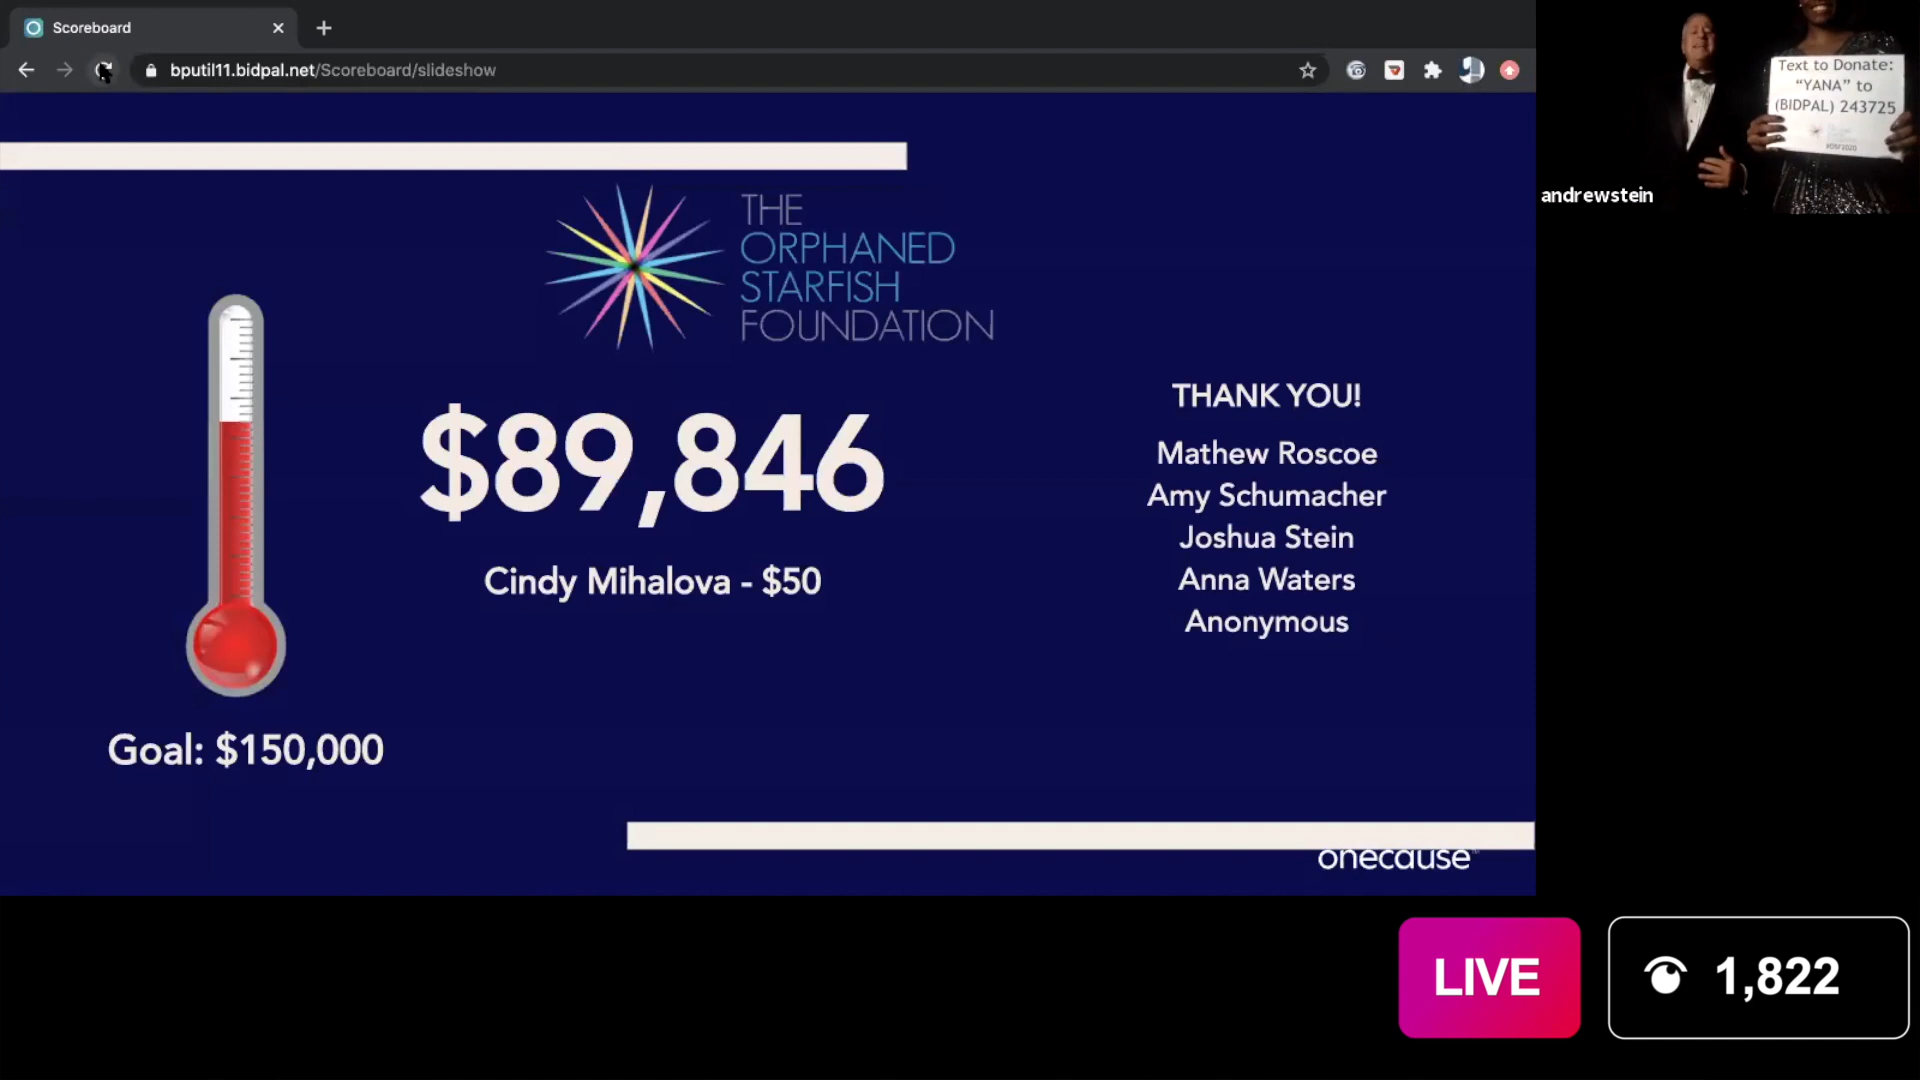 Scoreboard
bputil11.bidpal.net/Scoreboard/slideshow
Text to Donate:
“YANA” to
(BIDPAL) 243725
#OSF2020
andrewstein
THE
ORPHANED
STARFISH
FOUNDATION
$89,846
Cindy Mihalova - $50
THANK YOU!
Mathew Roscoe
Amy Schumacher
Joshua Stein
Anna Waters
Anonymous
Goal: $150,000
onecause
LIVE
1,822